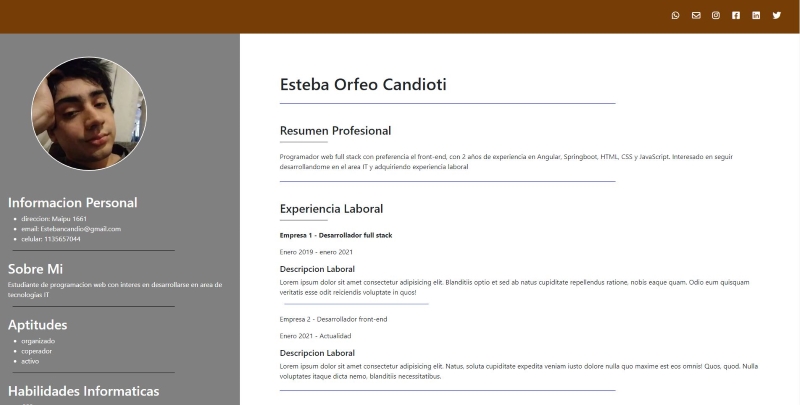 Informacion Personal
direccion: Maipu 1661
email: Estebancandio@gmail.com
celular: 1135657044
Sobre Mi
Estudiante de programacion web con interes en desarrollarse en area de
tecnologias IT
Aptitudes
organizado
coperador
activo
Habilidades Informaticas
Esteba Orfeo Candioti
Resumen Profesional
Programador web full stack con preferencia el front-end, con 2 años de experiencia en Angular, Springboot, HTML, CSS y JavaScript. Interesado en seguir
desarrollandome en el area IT y adquiriendo experiencia laboral
Experiencia Laboral
Empresa 1 - Desarrollador full stack
Enero 2019 - enero 2021
Descripcion Laboral
Lorem ipsum dolor sit amet consectetur adipisicing elit. Blanditiis optio et sed ab natus cupiditate repellendus ratione, nobis eaque quam. Odio eum quisquam
veritatis esse odit reiciendis voluptate in quos!
Empresa 2 - Desarrollador front-end
Enero 2021 - Actualidad
Descripcion Laboral
Lorem ipsum dolor sit amet consectetur adipisicing elit. Natus, soluta cupiditate expedita veniam iusto dolore nulla quo maxime est eos omnis! Quos, quod. Nulla
voluptates itaque dicta nemo, blanditiis necessitatibus.